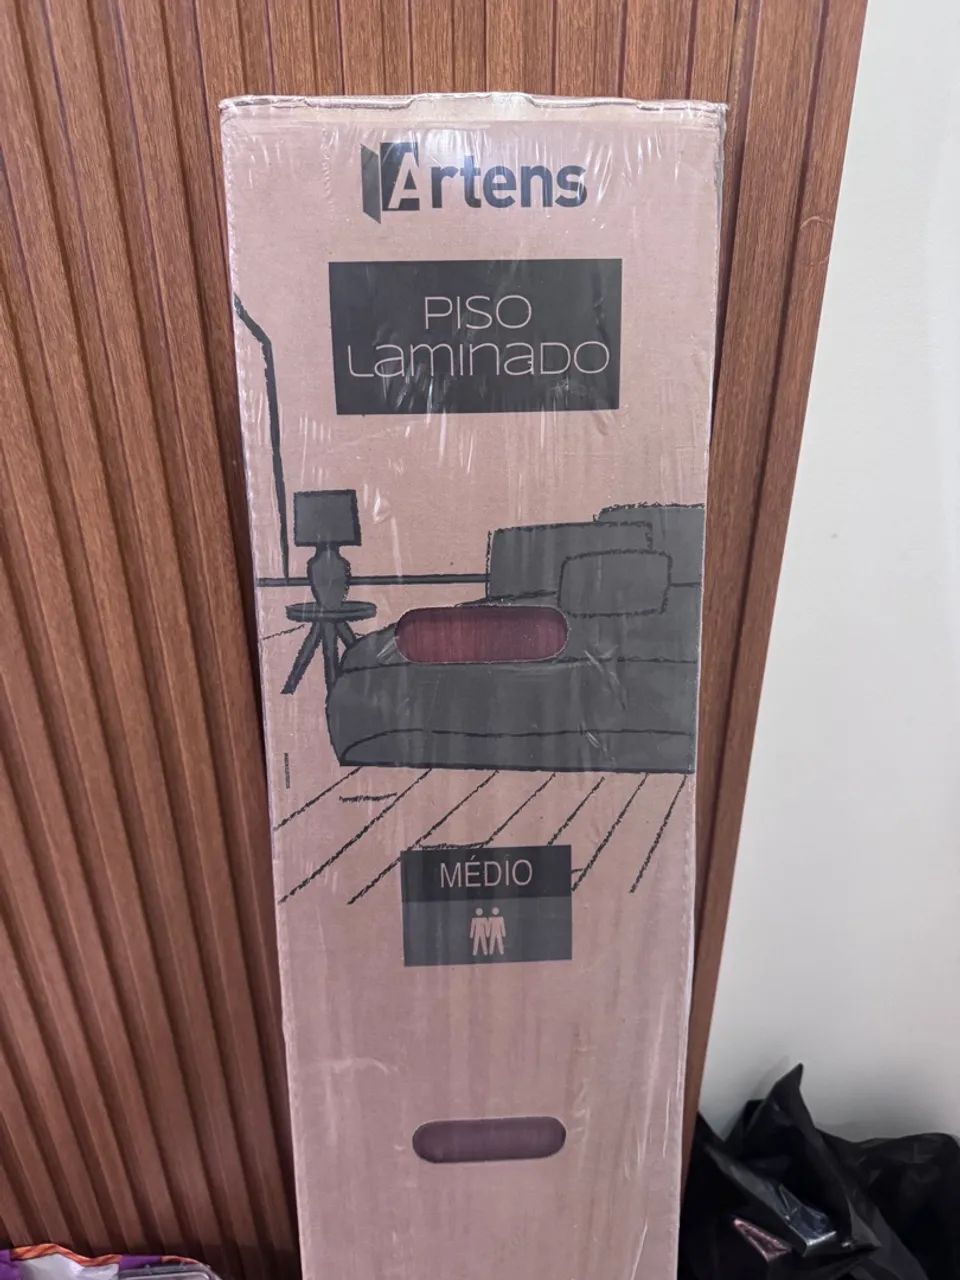 Artens
PISO
Laminado
MÉDIO